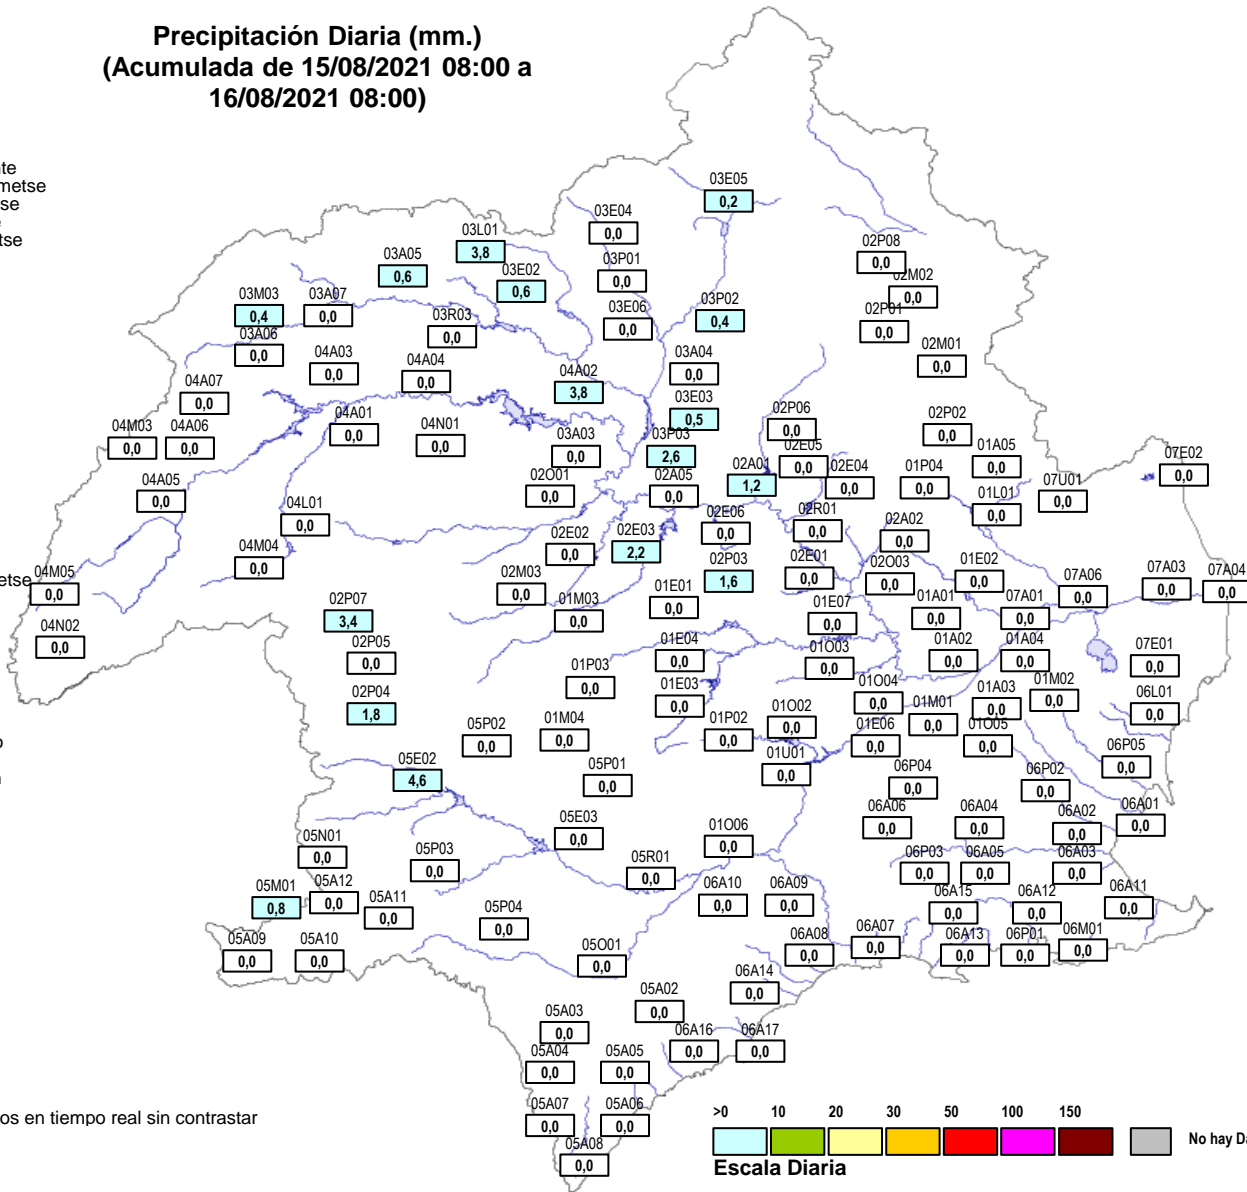 Precipitación Diaria (mm.)
(Acumulada de 15/08/2021 08:00 a
16/08/2021 08:00)
03E05
0,2
03E04
0,0
03L01
3,8
03A05
0,6
03E02
0,6
03P01
0,0
02P08
0,0
02M02
0,0
03M03
0,4
03A07
0,0
03R03
0,0
03E06
0,0
03P02
0,4
02P01
0,0
03A06
0,0
04A03
0,0
04A04
0,0
04A02
3,8
03A04
0,0
02M01
0,0
04A07
0,0
03E03
0,5
04M03
0,0
04A06
0,0
04A01
0,0
04N01
0,0
03A03
0,0
03P03
2,6
02P06
0,0
02P02
0,0
02E05
0,0
01A05
0,0
07E02
0,0
04A05
0,0
02O01
0,0
02A05
0,0
02A01
1,2
02E04
0,0
01P04
0,0
07U01
0,0
01L01
0,0
04L01
0,0
02E06
0,0
02R01
0,0
02A02
0,0
04M04
0,0
02E02
0,0
02E03
2,2
02P03
1,6
02E01
0,0
02O03
0,0
01E02
0,0
metse
04M05
0,0
02M03
0,0
07A06
0,0
07A03
0,0
07A04
0,0
02P07
3,4
01M03
0,0
01E01
0,0
01E07
0,0
01A01
0,0
07A01
0,0
04N02
0,0
02P05
0,0
01E04
0,0
01O03
0,0
01A02
0,0
01A04
0,0
07E01
0,0
01P03
0,0
01E03
0,0
01O04
0,0
01A03
0,0
01M02
0,0
06L01
0,0
02P04
1,8
05P02
0,0
01M04
0,0
01P02
0,0
01O02
0,0
01E06
0,0
01M01
0,0
01O05
0,0
05E02
4,6
05P01
0,0
01U01
0,0
06P04
0,0
06P02
0,0
06P05
0,0
05E03
0,0
01O06
0,0
06A06
0,0
06A04
0,0
06A02
0,0
06A01
0,0
05N01
0,0
05P03
0,0
05R01
0,0
06P03
0,0
06A05
0,0
06A03
0,0
05M01
0,8
05A12
0,0
05A11
0,0
06A10
0,0
06A09
0,0
06A15
0,0
06A12
0,0
06A11
0,0
05P04
0,0
05A09
0,0
05A10
0,0
05O01
0,0
06A08
0,0
06A07
0,0
06A13
0,0
06P01
0,0
06M01
0,0
06A14
0,0
05A02
0,0
05A03
0,0
06A16
0,0
06A17
0,0
05A04
0,0
05A05
0,0
05A07
0,0
05A06
0,0
05A08
0,0
os en tiempo real sin contrastar
>0 10 20 30 50 100 150
No hay Da
Escala Diaria